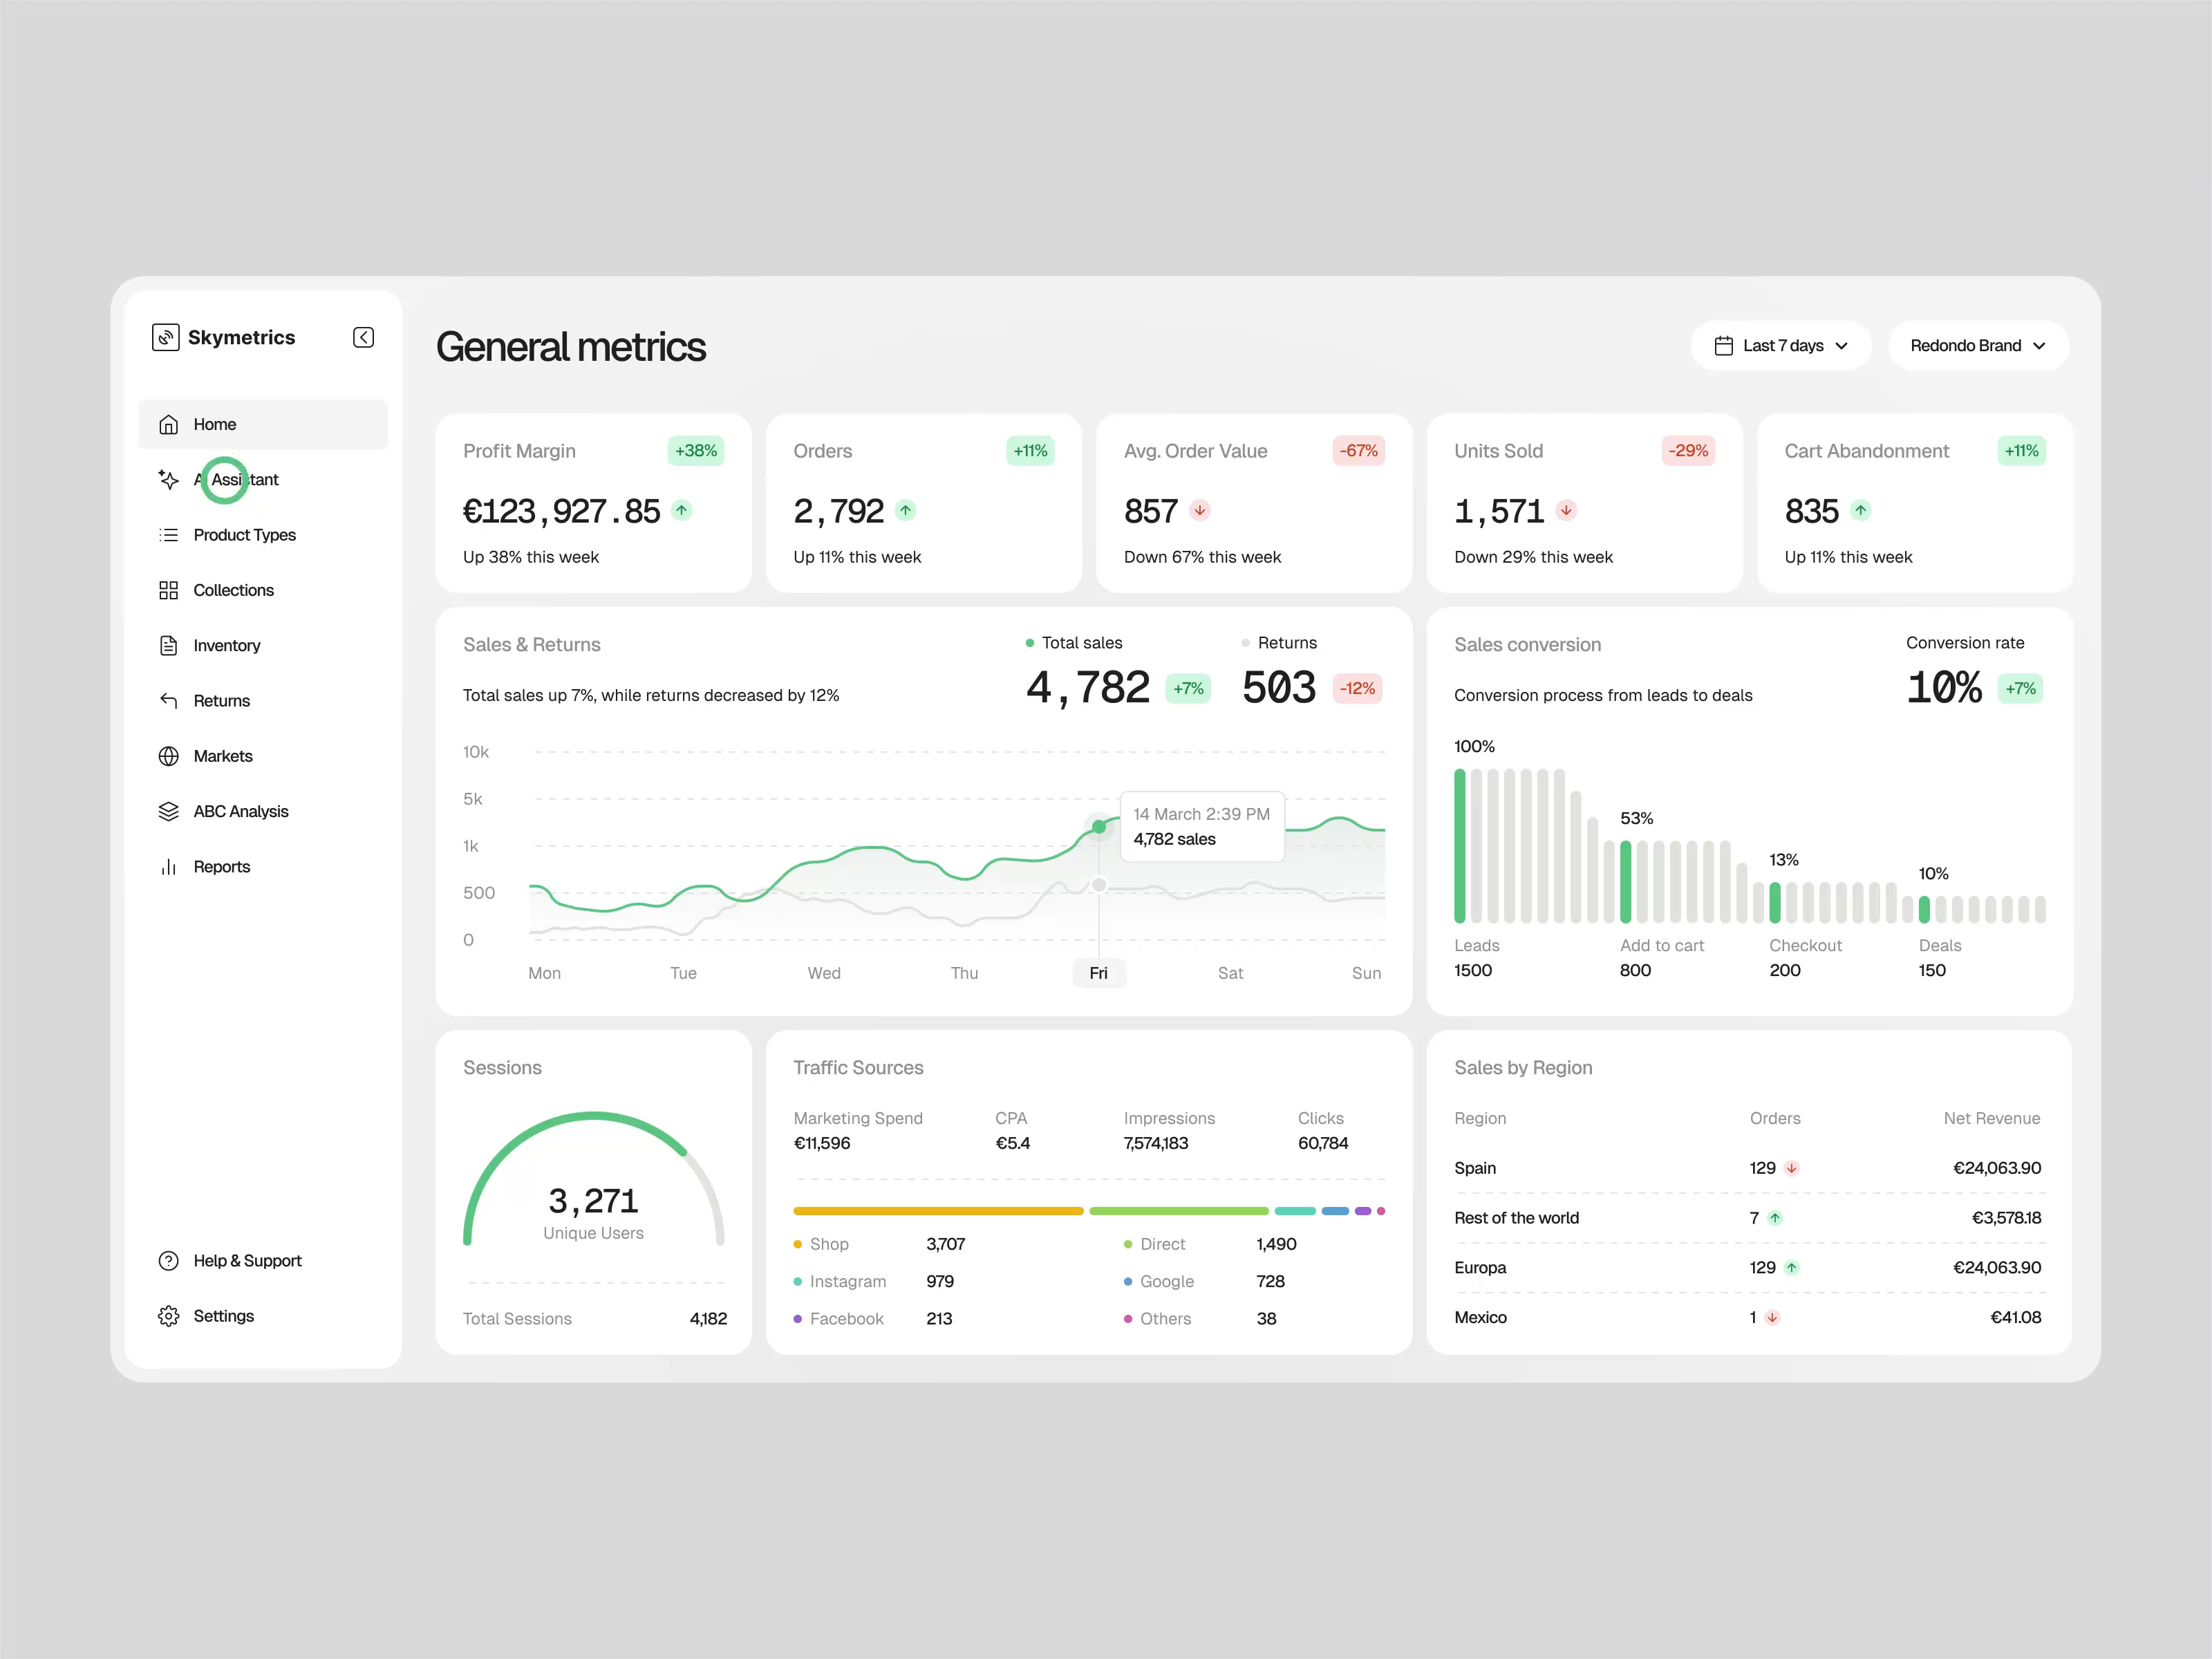 Skymetrics
Home
AI Assistant
Product Types
Collections
Inventory
Returns
Markets
ABC Analysis
Reports
Help & Support
Settings
General metrics
Last 7 days
Redondo Brand
Profit Margin
+38%
€123,927.85
Up 38% this week
Orders
+11%
2,792
Up 11% this week
Avg. Order Value
-67%
857
Down 67% this week
Units Sold
-29%
1,571
Down 29% this week
Cart Abandonment
+11%
835
Up 11% this week
Sales & Returns
Total sales up 7%, while returns decreased by 12%
Total sales
4,782 +7%
Returns
503 -12%
10k
5k
1k
500
0
14 March 2:39 PM
4,782 sales
Mon Tue Wed Thu Fri Sat Sun
Sales conversion
Conversion process from leads to deals
Conversion rate
10% +7%
100%
53%
13%
10%
Leads Add to cart Checkout Deals
1500 800 200 150
Sessions
3,271
Unique Users
Total Sessions 4,182
Traffic Sources
Marketing Spend CPA Impressions Clicks
€11,596 €5.4 7,574,183 60,784
Shop 3,707 Direct 1,490
Instagram 979 Google 728
Facebook 213 Others 38
Sales by Region
Region Orders Net Revenue
Spain 129 €24,063.90
Rest of the world 7 €3,578.18
Europa 129 €24,063.90
Mexico 1 €41.08